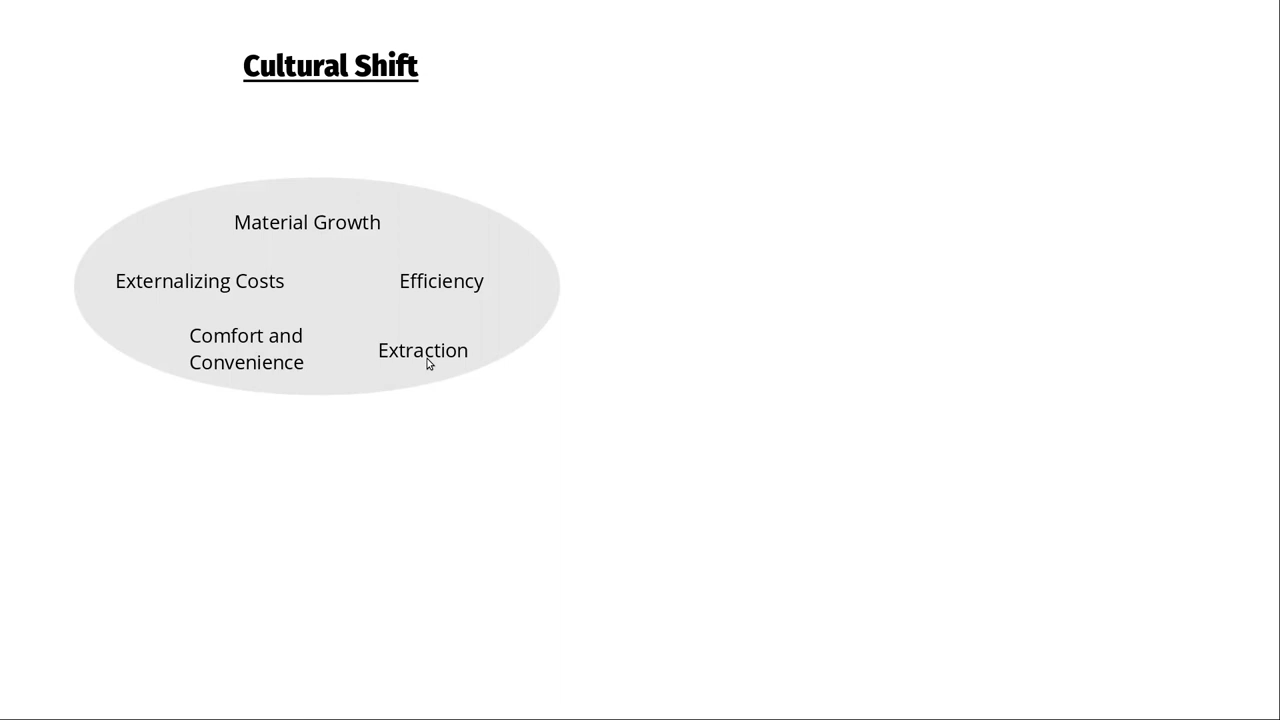 Cultural Shift
Material Growth
Externalizing Costs
Efficiency
Comfort and
Convenience
Extraction